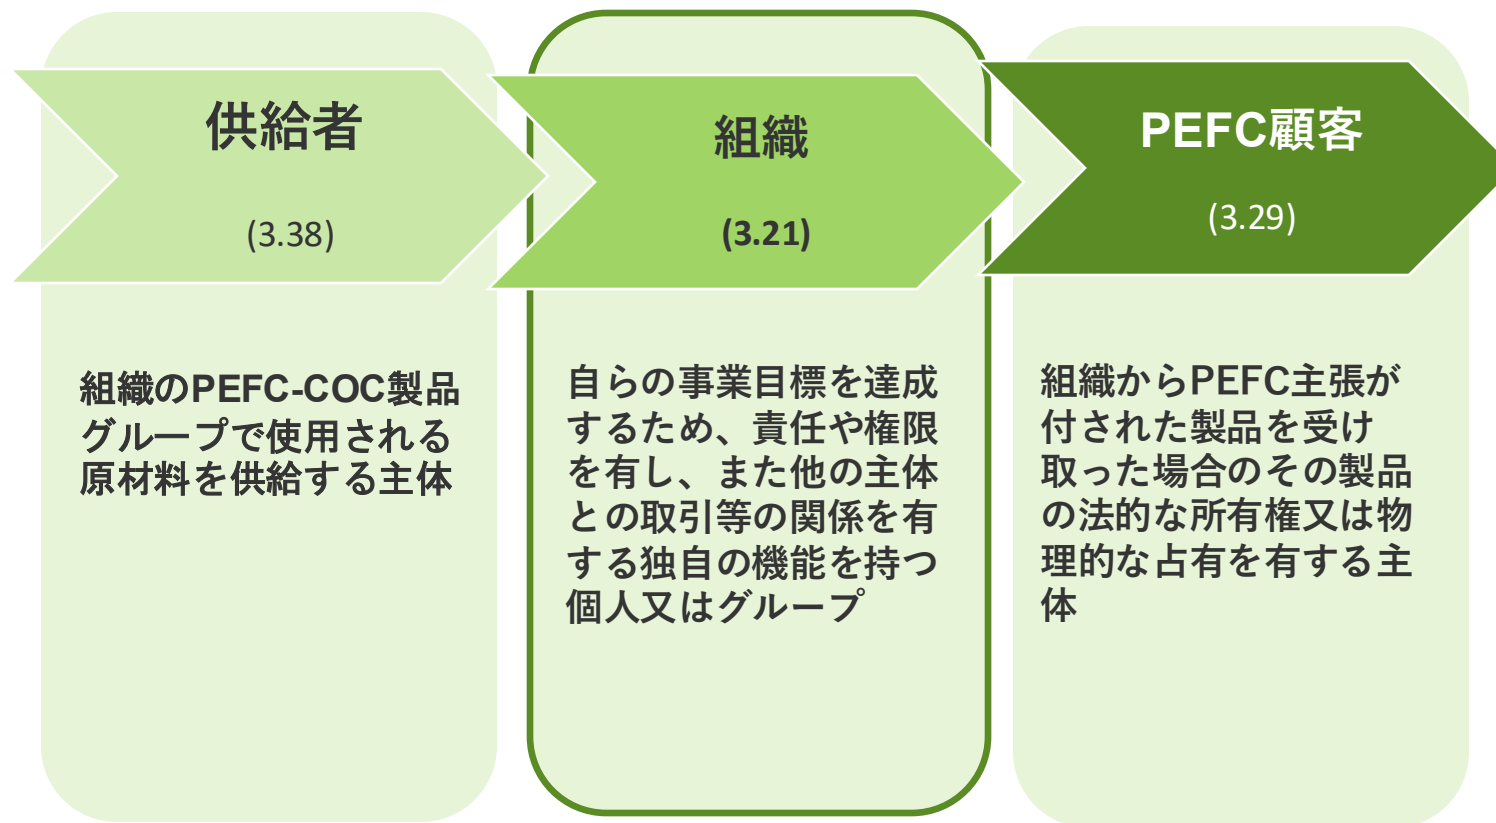 供給者
(3.38)
組織のPEFC-COC製品
グループで使用される
原材料を供給する主体
組織
(3.21)
自らの事業目標を達成
するため、責任や権限
を有し、また他の主体
との取引等の関係を有
する独自の機能を持つ
個人又はグループ
PEFC顧客
(3.29)
組織からPEFC主張が
付された製品を受け
取った場合のその製品
の法的な所有権又は物
理的な占有を有する主
体